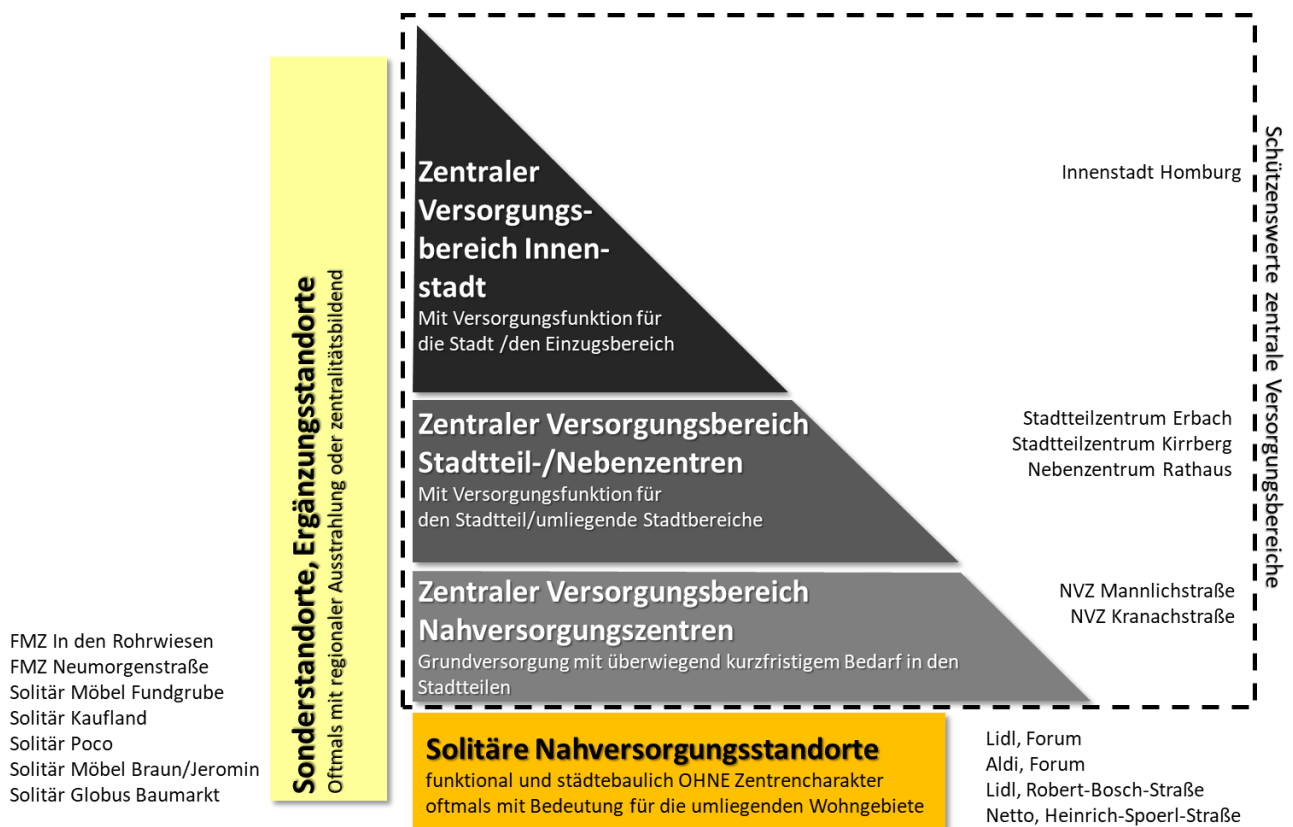 Zentraler
Versorgungs-
bereich Innen-
stadt
Mit Versorgungsfunktion für
die Stadt /den Einzugsbereich
Innenstadt Homburg
Zentraler Versorgungsbereich
Stadtteil-/Nebenzentren
Mit Versorgungsfunktion für
den Stadtteil/umliegende Stadtbereiche
Stadtteilzentrum Erbach
Stadtteilzentrum Kirrberg
Nebenzentrum Rathaus
Zentraler Versorgungsbereich
Nahversorgungszentren
Grundversorgung mit überwiegend kurzfristigem Bedarf in den
Stadtteilen
NVZ Mannlichstraße
NVZ Kranachstraße
Schützenswerte zentrale Versorgungsbereiche
Sonderstandorte, Ergänzungsstandorte
Oftmals mit regionaler Ausstrahlung oder zentralitätsbildend
FMZ In den Rohrwiesen
FMZ Neumorgenstraße
Solitär Möbel Fundgrube
Solitär Kaufland
Solitär Poco
Solitär Möbel Braun/Jeromin
Solitär Globus Baumarkt
Solitäre Nahversorgungsstandorte
funktional und städtebaulich OHNE Zentrencharakter
oftmals mit Bedeutung für die umliegenden Wohngebiete
Lidl, Forum
Aldi, Forum
Lidl, Robert-Bosch-Straße
Netto, Heinrich-Spoerl-Straße